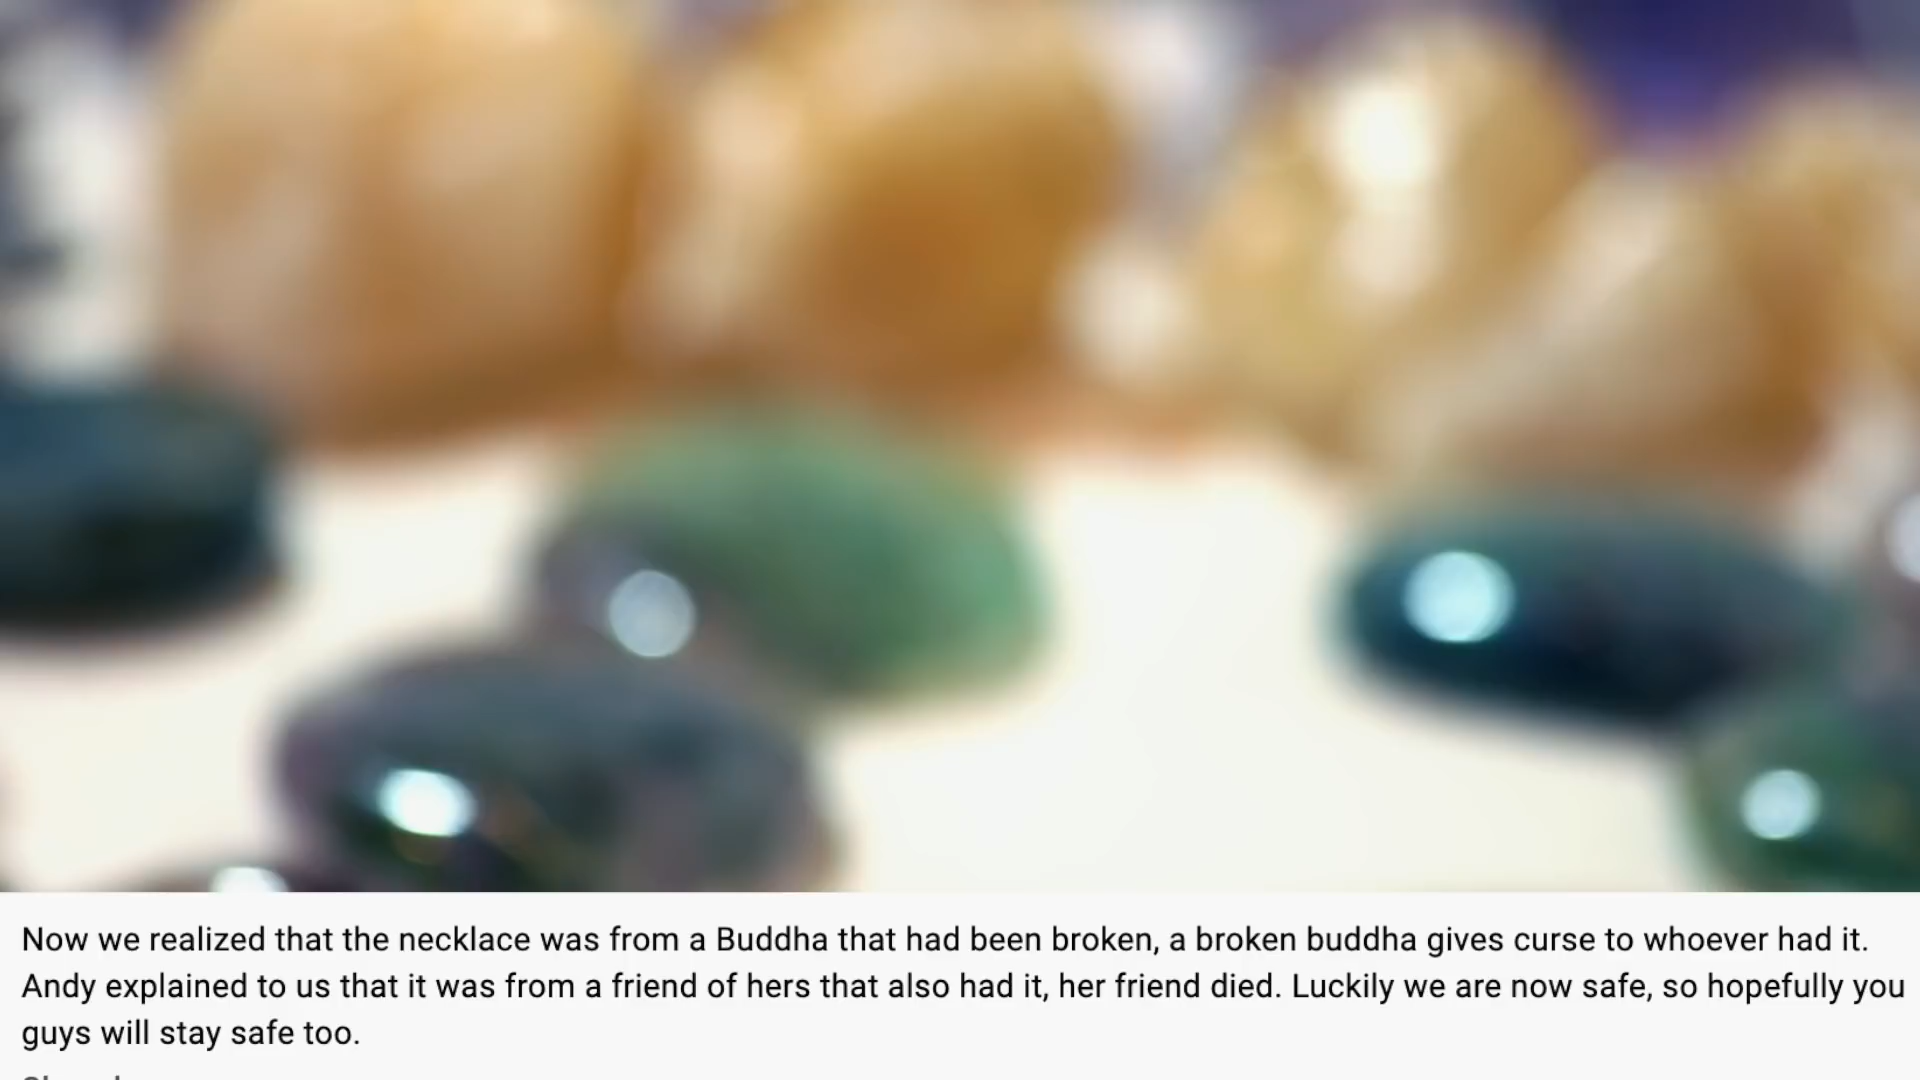 Now we realized that the necklace was from a Buddha that had been broken, a broken buddha gives curse to whoever had it.
Andy explained to us that it was from a friend of hers that also had it, her friend died. Luckily we are now safe, so hopefully you
guys will stay safe too.